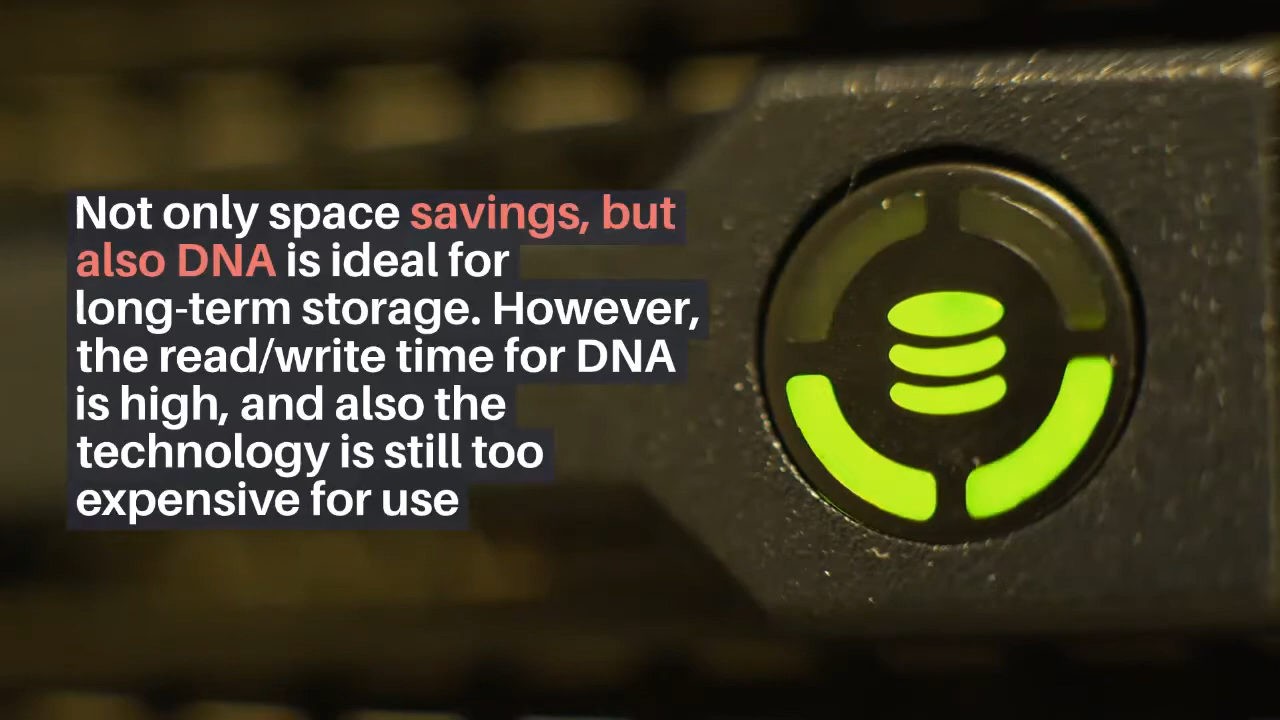 Not only space savings, but
also DNA is ideal for
long-term storage. However,
the read/write time for DNA
is high, and also the
technology is still too
expensive for use